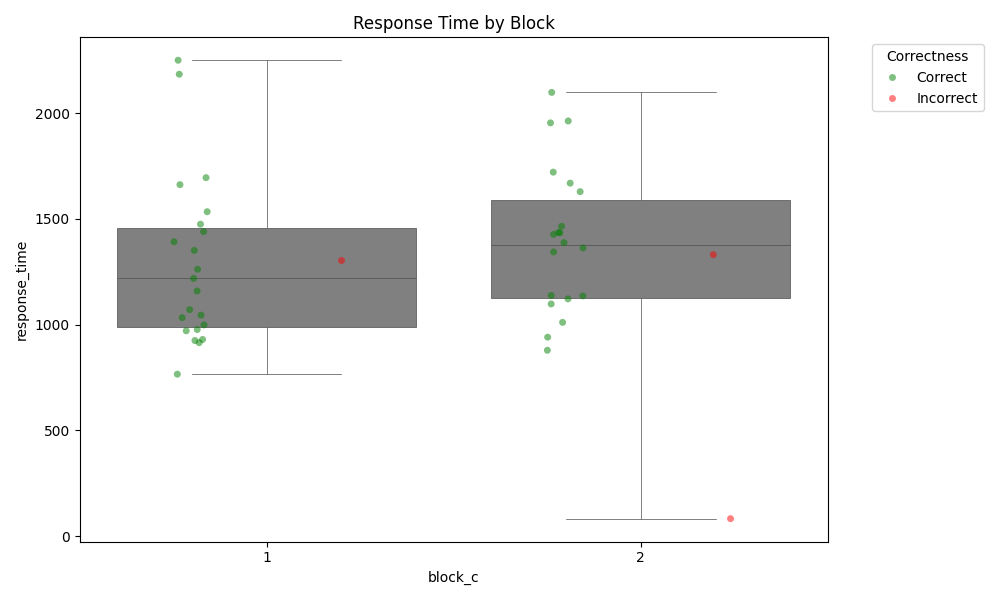 Response Time by Block
Correctness
Correct
Incorrect
2000
1500
1000
500
0
response_time
1
2
block_c